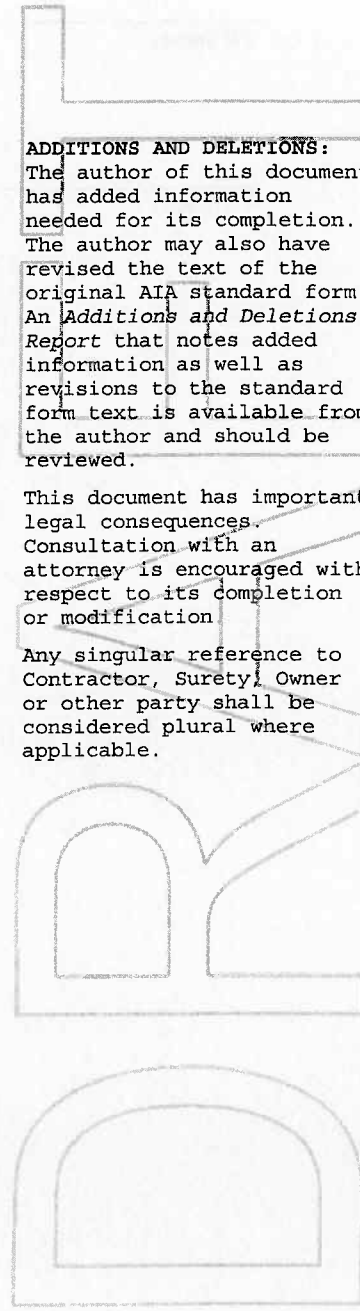 ADDITIONS AND DELETIONS:
The author of this document
has added information
needed for its completion.
The author may also have
revised the text of the
original AIA standard form
An Additions and Deletions
Report that notes added
information as well as
revisions to the standard
form text is available from
the author and should be
reviewed.
This document has important
legal consequences.
Consultation with an
attorney is encouraged with
respect to its completion
or modification
Any singular reference to
Contractor, Surety, Owner
or other party shall be
considered plural where
applicable.
DRAFT